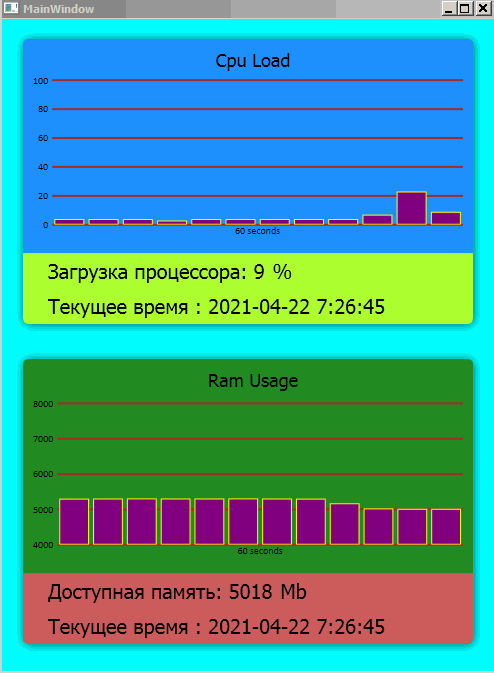 MainWindow
Cpu Load
100
80
60
40
20
0
60 seconds
Загрузка процессора: 9 %
Текущее время : 2021-04-22 7:26:45
Ram Usage
8000
7000
6000
5000
4000
60 seconds
Доступная память: 5018 Mb
Текущее время : 2021-04-22 7:26:45